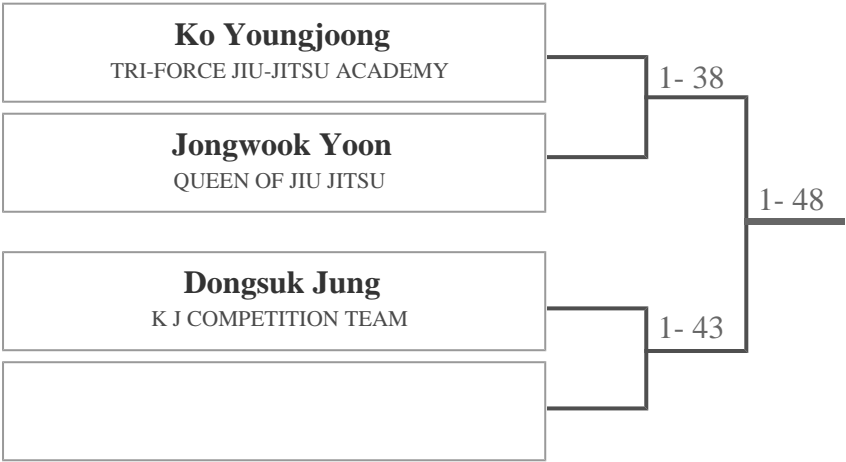 Ko Youngjoong
TRI-FORCE JIU-JITSU ACADEMY
1- 38
Jongwook Yoon
QUEEN OF JIU JITSU
1- 48
Dongsuk Jung
K J COMPETITION TEAM
1- 43